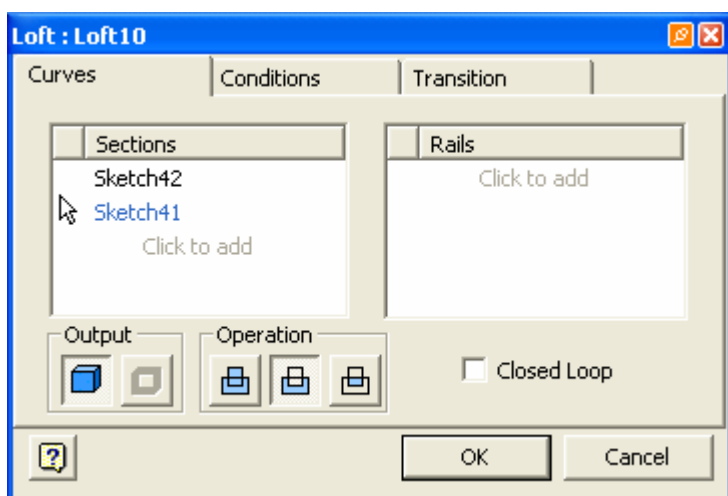 Loft : Loft10
Curves Conditions Transition
Sections Rails
Sketch42 Click to add
Sketch41
Click to add
Output Operation
Closed Loop
? OK Cancel